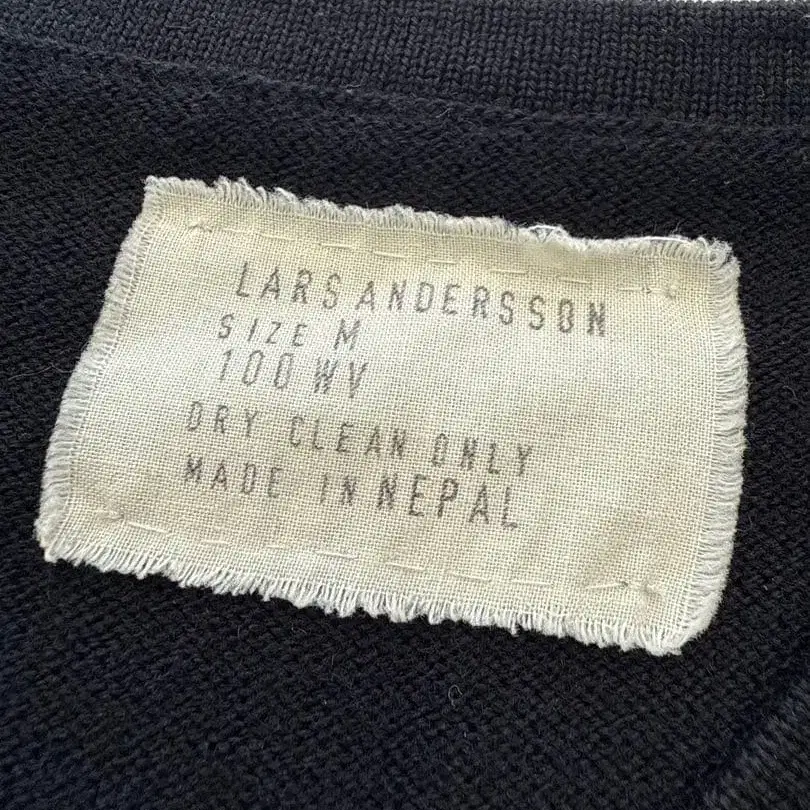 LARS ANDERSSON
SIZE M
100 WV
DRY CLEAN ONLY
MADE IN NEPAL